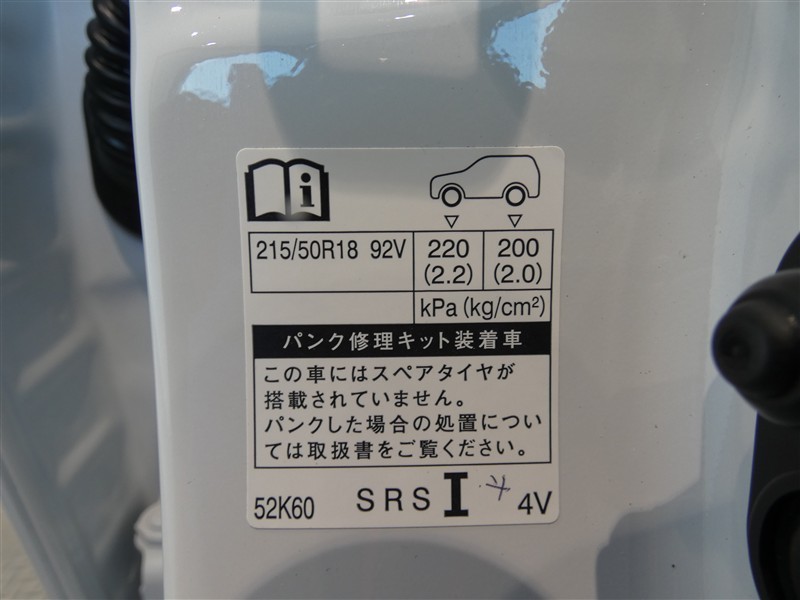 215/50R18 92V 220 (2.2) 200 (2.0)
kPa (kg/cm²)
パンク修理キット装着車
この車にはスペアタイヤが
搭載されていません。
パンクした場合の処置につい
ては取扱書をご覧ください。
52K60 SRS I 4V